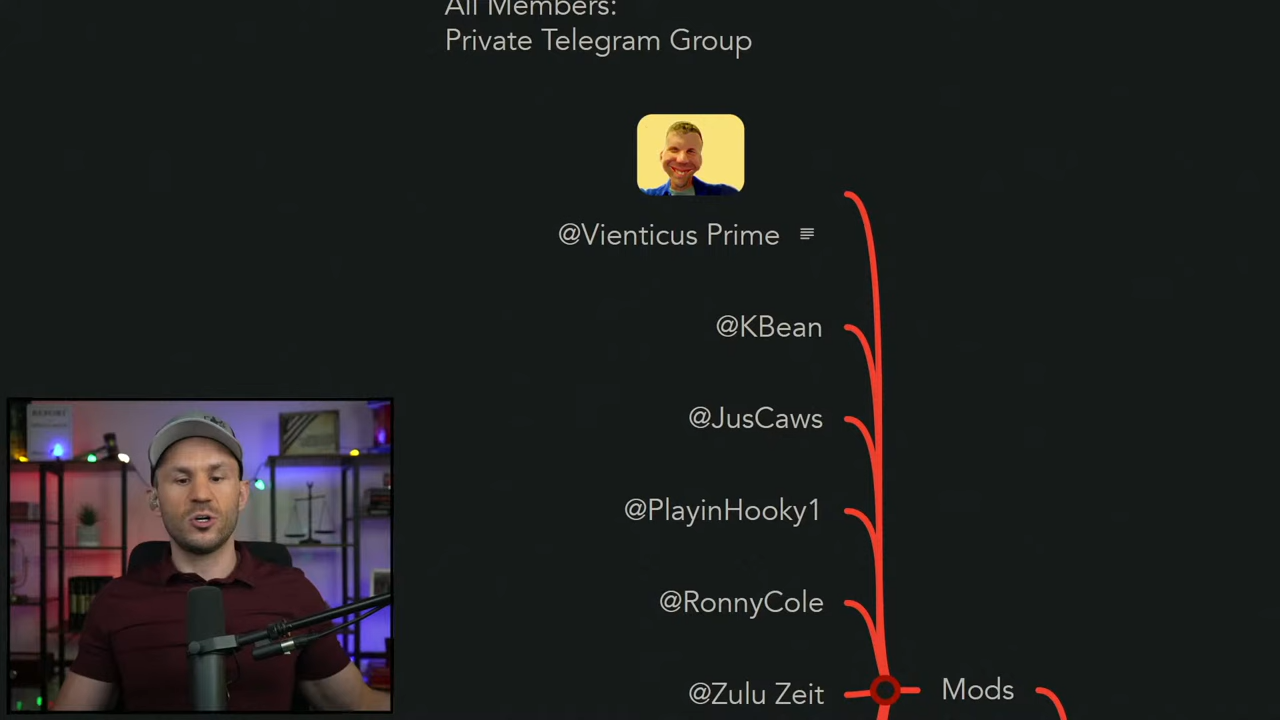 All Members:
Private Telegram Group
@Vienticus Prime
@KBean
@JusCaws
@PlayinHooky1
@RonnyCole
@Zulu Zeit
Mods